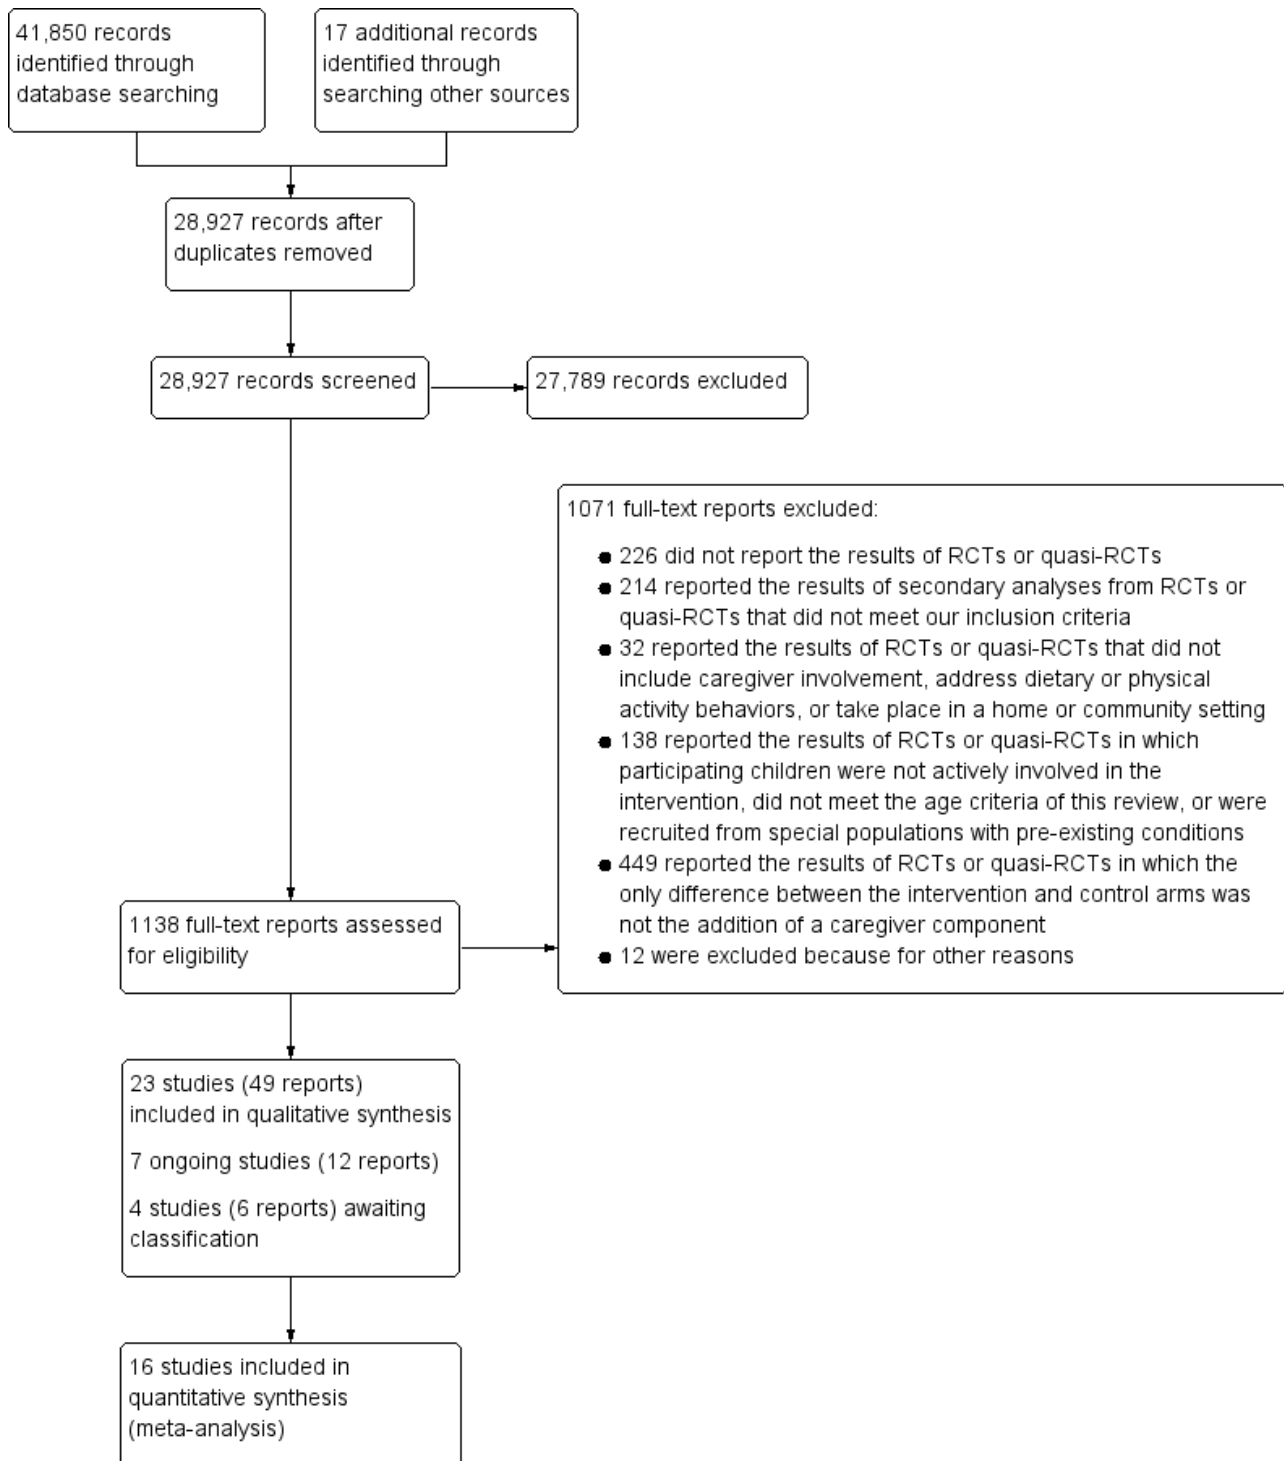 41,850 records
identified through
database searching
17 additional records
identified through
searching other sources
28,927 records after
duplicates removed
28,927 records screened
27,789 records excluded
1071 full-text reports excluded:
● 226 did not report the results of RCTs or quasi-RCTs
● 214 reported the results of secondary analyses from RCTs or
quasi-RCTs that did not meet our inclusion criteria
● 32 reported the results of RCTs or quasi-RCTs that did not
include caregiver involvement, address dietary or physical
activity behaviors, or take place in a home or community setting
● 138 reported the results of RCTs or quasi-RCTs in which
participating children were not actively involved in the
intervention, did not meet the age criteria of this review, or were
recruited from special populations with pre-existing conditions
● 449 reported the results of RCTs or quasi-RCTs in which the
only difference between the intervention and control arms was
not the addition of a caregiver component
● 12 were excluded because for other reasons
1138 full-text reports assessed
for eligibility
23 studies (49 reports)
included in qualitative synthesis
7 ongoing studies (12 reports)
4 studies (6 reports) awaiting
classification
16 studies included in
quantitative synthesis
(meta-analysis)